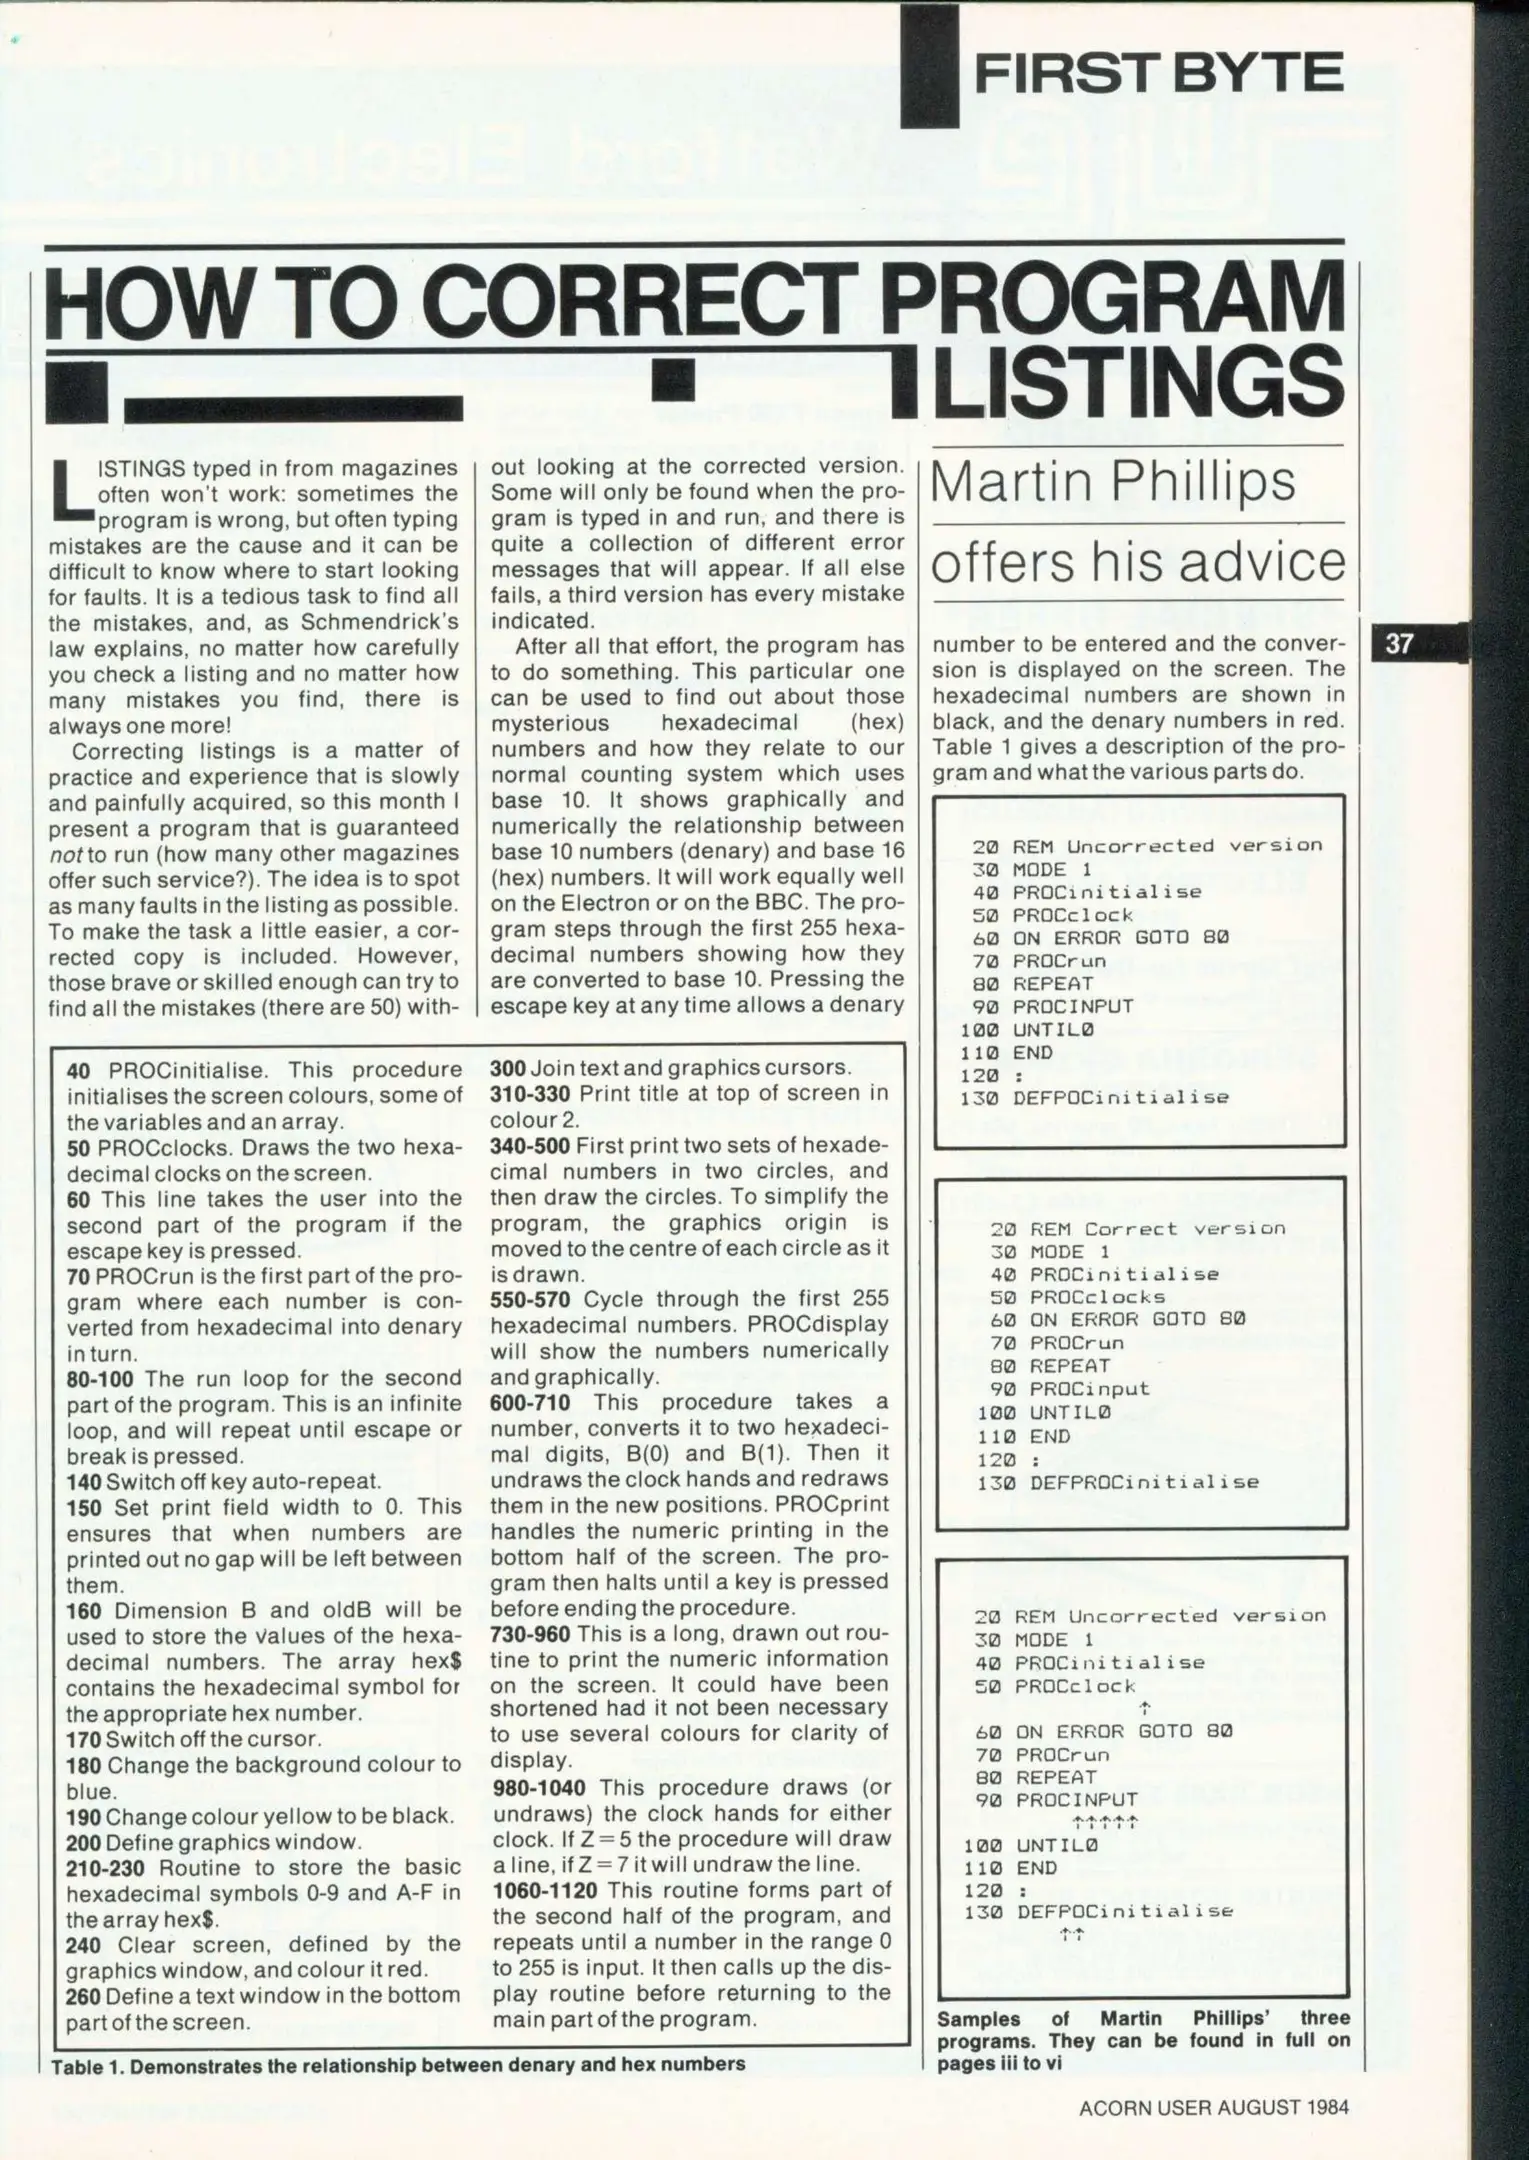 FIRST BYTE
HOW TO CORRECT PROGRAM
LISTINGS
Martin Phillips
offers his advice
LISTINGS typed in from magazines
often won't work: sometimes the
program is wrong, but often typing
mistakes are the cause and it can be
difficult to know where to start looking
for faults. It is a tedious task to find all
the mistakes, and, as Schmendrick's
law explains, no matter how carefully
you check a listing and no matter how
many mistakes you find, there is
always one more!
Correcting listings is a matter of
practice and experience that is slowly
and painfully acquired, so this month I
present a program that is guaranteed
not to run (how many other magazines
offer such service?). The idea is to spot
as many faults in the listing as possible.
To make the task a little easier, a cor-
rected copy is included. However,
those brave or skilled enough can try to
find all the mistakes (there are 50) with-
out looking at the corrected version.
Some will only be found when the pro-
gram is typed in and run, and there is
quite a collection of different error
messages that will appear. If all else
fails, a third version has every mistake
indicated.
After all that effort, the program has
to do something. This particular one
can be used to find out about those
mysterious hexadecimal (hex)
numbers and how they relate to our
normal counting system which uses
base 10. It shows graphically and
numerically the relationship between
base 10 numbers (denary) and base 16
(hex) numbers. It will work equally well
on the Electron or on the BBC. The pro-
gram steps through the first 255 hexa-
decimal numbers showing how they
are converted to base 10. Pressing the
escape key at any time allows a denary
number to be entered and the conver-
sion is displayed on the screen. The
hexadecimal numbers are shown in
black, and the denary numbers in red.
Table 1 gives a description of the pro-
gram and what the various parts do.
37
40 PROCinitialise. This procedure
initialises the screen colours, some of
the variables and an array.
50 PROCclocks. Draws the two hexa-
decimal clocks on the screen.
60 This line takes the user into the
second part of the program if the
escape key is pressed.
70 PROCrun is the first part of the pro-
gram where each number is con-
verted from hexadecimal into denary
in turn.
80-100 The run loop for the second
part of the program. This is an infinite
loop, and will repeat until escape or
break is pressed.
140 Switch off key auto-repeat.
150 Set print field width to 0. This
ensures that when numbers are
printed out no gap will be left between
them.
160 Dimension B and oldB will be
used to store the values of the hexa-
decimal numbers. The array hex$
contains the hexadecimal symbol for
the appropriate hex number.
170 Switch off the cursor.
180 Change the background colour to
blue.
190 Change colour yellow to be black.
200 Define graphics window.
210-230 Routine to store the basic
hexadecimal symbols 0-9 and A-F in
the array hex$.
240 Clear screen, defined by the
graphics window, and colour it red.
260 Define a text window in the bottom
part of the screen.
300 Join text and graphics cursors.
310-330 Print title at top of screen in
colour 2.
340-500 First print two sets of hexade-
cimal numbers in two circles, and
then draw the circles. To simplify the
program, the graphics origin is
moved to the centre of each circle as it
is drawn.
550-570 Cycle through the first 255
hexadecimal numbers. PROCdisplay
will show the numbers numerically
and graphically.
600-710 This procedure takes a
number, converts it to two hexadeci-
mal digits, B(0) and B(1). Then it
undraws the clock hands and redraws
them in the new positions. PROCprint
handles the numeric printing in the
bottom half of the screen. The pro-
gram then halts until a key is pressed
before ending the procedure.
730-960 This is a long, drawn out rou-
tine to print the numeric information
on the screen. It could have been
shortened had it not been necessary
to use several colours for clarity of
display.
980-1040 This procedure draws (or
undraws) the clock hands for either
clock. If Z=5 the procedure will draw
a line, if Z=7 it will undraw the line.
1060-1120 This routine forms part of
the second half of the program, and
repeats until a number in the range 0
to 255 is input. It then calls up the dis-
play routine before returning to the
main part of the program.
Table 1. Demonstrates the relationship between denary and hex numbers
20 REM Uncorrected version
30 MODE 1
40 PROCinitialise
50 PROCclock
60 ON ERROR GOTO 80
70 PROCrun
80 REPEAT
90 PROCINPUT
100 UNTIL0
110 END
120 :
130 DEFPOCinitialise
20 REM Correct version
30 MODE 1
40 PROCinitialise
50 PROCclocks
60 ON ERROR GOTO 80
70 PROCrun
80 REPEAT
90 PROCinput
100 UNTIL0
110 END
120 :
130 DEFPROCinitialise
20 REM Uncorrected version
30 MODE 1
40 PROCinitialise
50 PROCclock
↑
60 ON ERROR GOTO 80
70 PROCrun
80 REPEAT
90 PROCINPUT
↑↑↑↑↑
100 UNTIL0
110 END
120 :
130 DEFPOCinitialise
↑↑
Samples of Martin Phillips' three
programs. They can be found in full on
pages iii to vi
ACORN USER AUGUST 1984